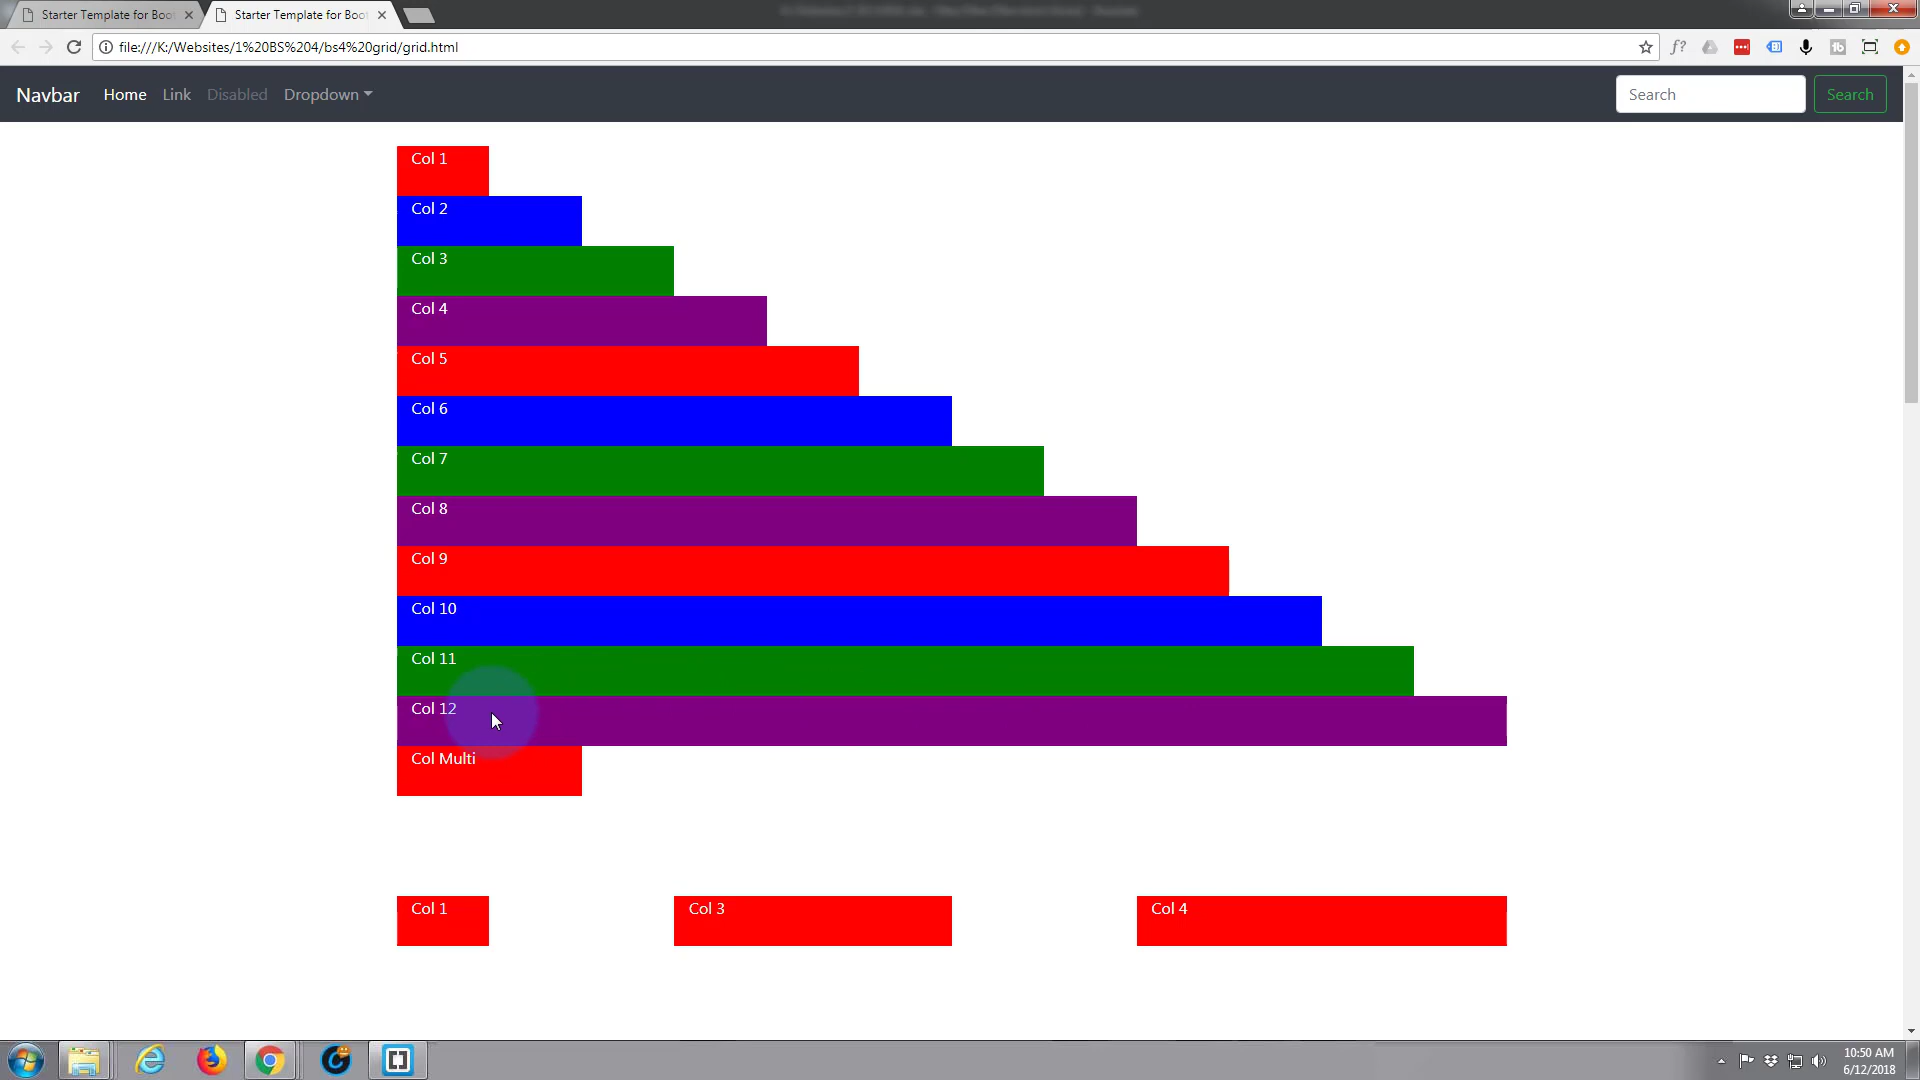 Starter Template for Boot
Starter Template for Boot
file:///K:/Websites/1%20BS%204/bs4%20grid/grid.html
f?
Navbar Home Link Disabled Dropdown Search Search
Col 1
Col 2
Col 3
Col 4
Col 5
Col 6
Col 7
Col 8
Col 9
Col 10
Col 11
Col 12
Col Multi
Col 1 Col 3 Col 4
10:50 AM
6/12/2018